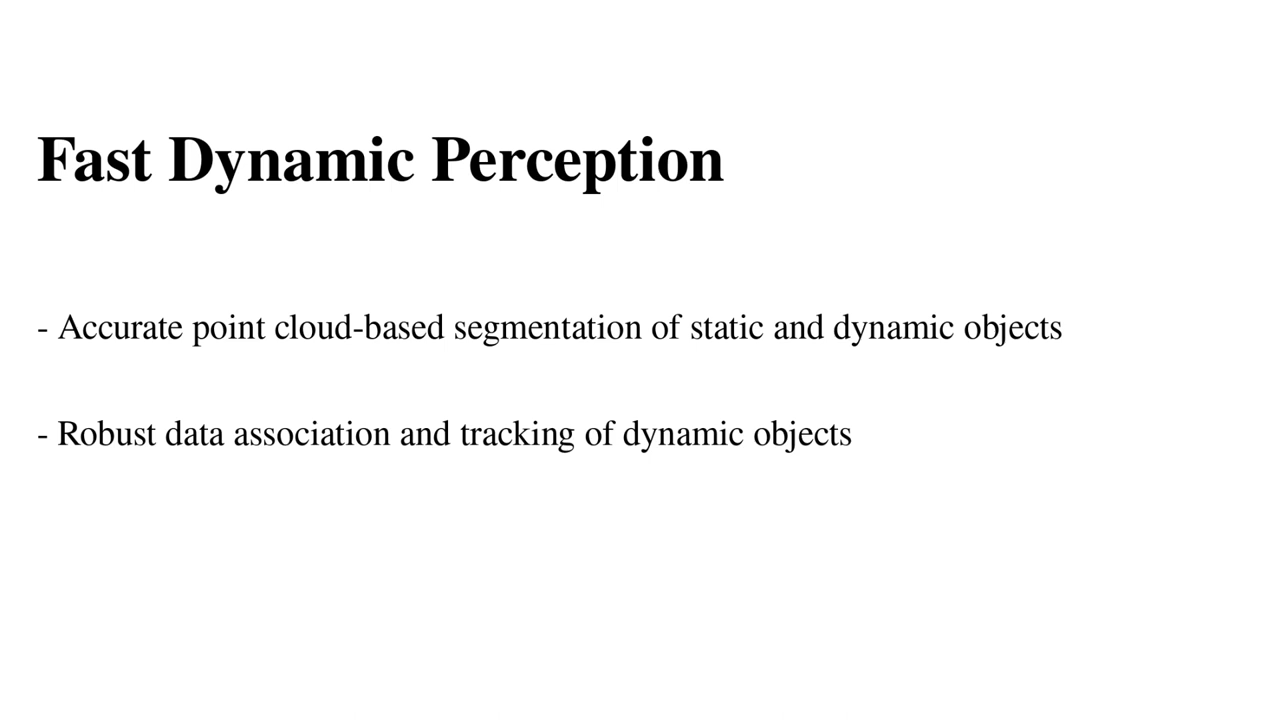 Fast Dynamic Perception
- Accurate point cloud-based segmentation of static and dynamic objects
- Robust data association and tracking of dynamic objects